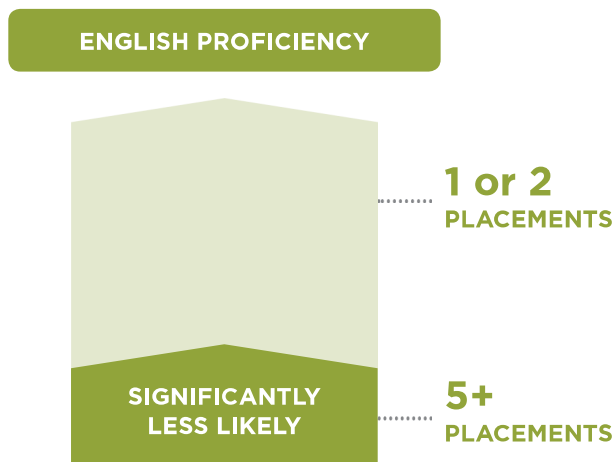 ENGLISH PROFICIENCY
1 or 2
PLACEMENTS
SIGNIFICANTLY
LESS LIKELY
5+
PLACEMENTS